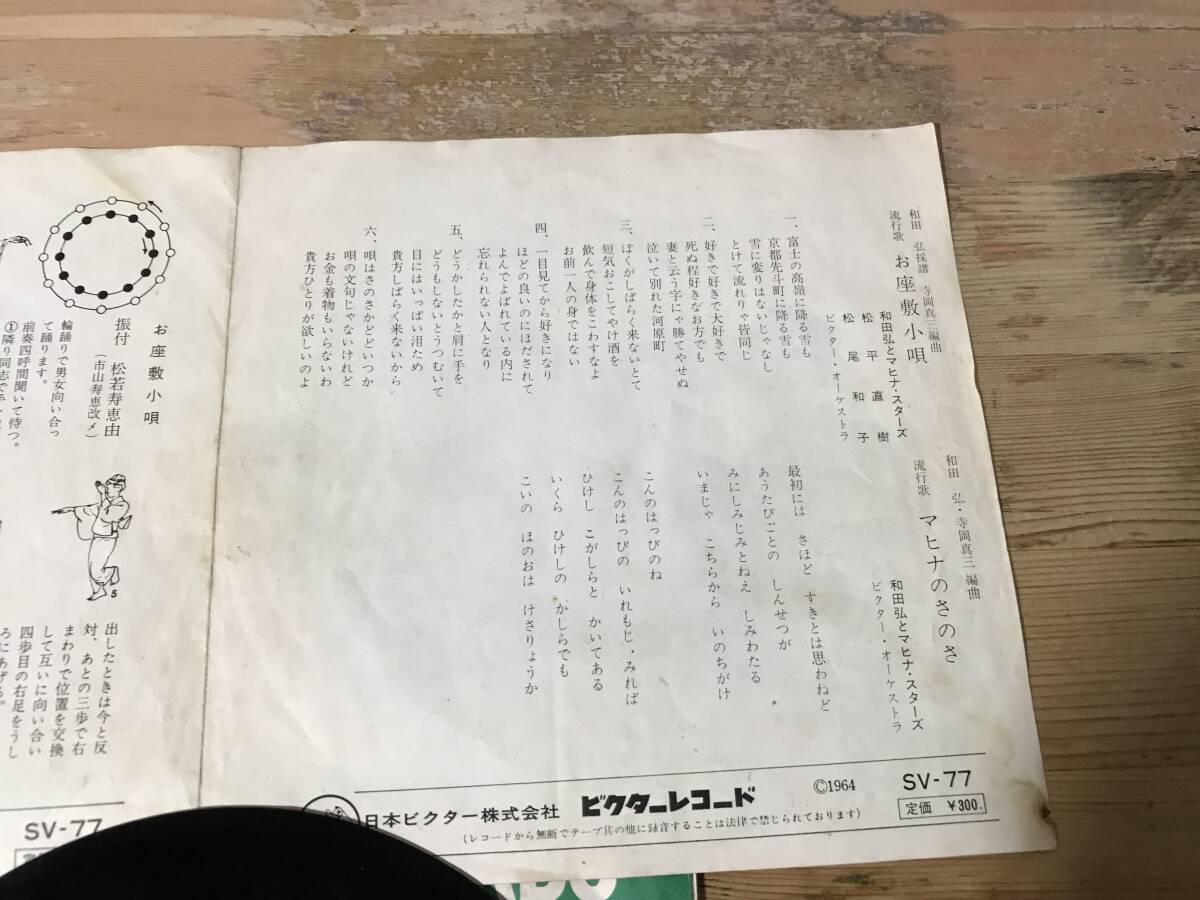 和田　弘採譜　寺岡真三編曲
流行歌　お座敷小唄
和田弘とマヒナ・スターズ
松平直樹
松尾和子
ビクター・オーケストラ
一、富士の高嶺に降る雪も
京都先斗町に降る雪も
雪に変りはないじゃなし
とけて流れりゃ皆同じ
二、好きで好きで大好きで
死ぬ程好きなお方でも
妻と云う字にゃ勝てやせぬ
泣いて別れた河原町
三、ぼくがしばらく来ないとて
短気おこしてやけ酒を
飲んで身体をこわすなよ
お前一人の身ではない
四、一目見てから好きになり
ほどの良いのにほだされて
よんでよばれている内に
忘れられない人となり
五、どうかしたかと肩に手を
どうもしないとうつむいて
目にはいっぱい泪ため
貴方しばらく来ないから
六、唄はさのさかどどいつか
唄の文句じゃないけれど
お金も着物もいらないわ
貴方ひとりが欲しいのよ
和田　弘・寺岡真三　編曲
流行歌　マヒナのさのさ
和田弘とマヒナ・スターズ
ビクター・オーケストラ
最初には　さほど　すきとは思わねど
あうたびごとの　しんせつが
みにしみじみとねえ　しみわたる
いまじゃ　こちらから　いのちがけ
こんのはっぴのね
こんのはっぴの　いれもじ・みれば
ひけし　こがしらと　かいてある
いくら　ひけしの　かしらでも
こいの　ほのおは　けさりょうか
日本ビクター株式会社　ビクターレコード　©1964　SV-77
定価　¥300.
(レコードから無断でテープ其の他に録音することは法律で禁じられております)
お座敷小唄
振付　松若寿恵由
(市山寿恵改メ)
輪踊りで男女向い合っ
て踊ります。
前奏四呼間聞いて待つ。
①隣り同志で手
5
出したときは今と反
対、あとの三歩で右
まわりで位置を交換
して互いに向い合い
四歩目の右足をうし
ろにあげる。
SV-77